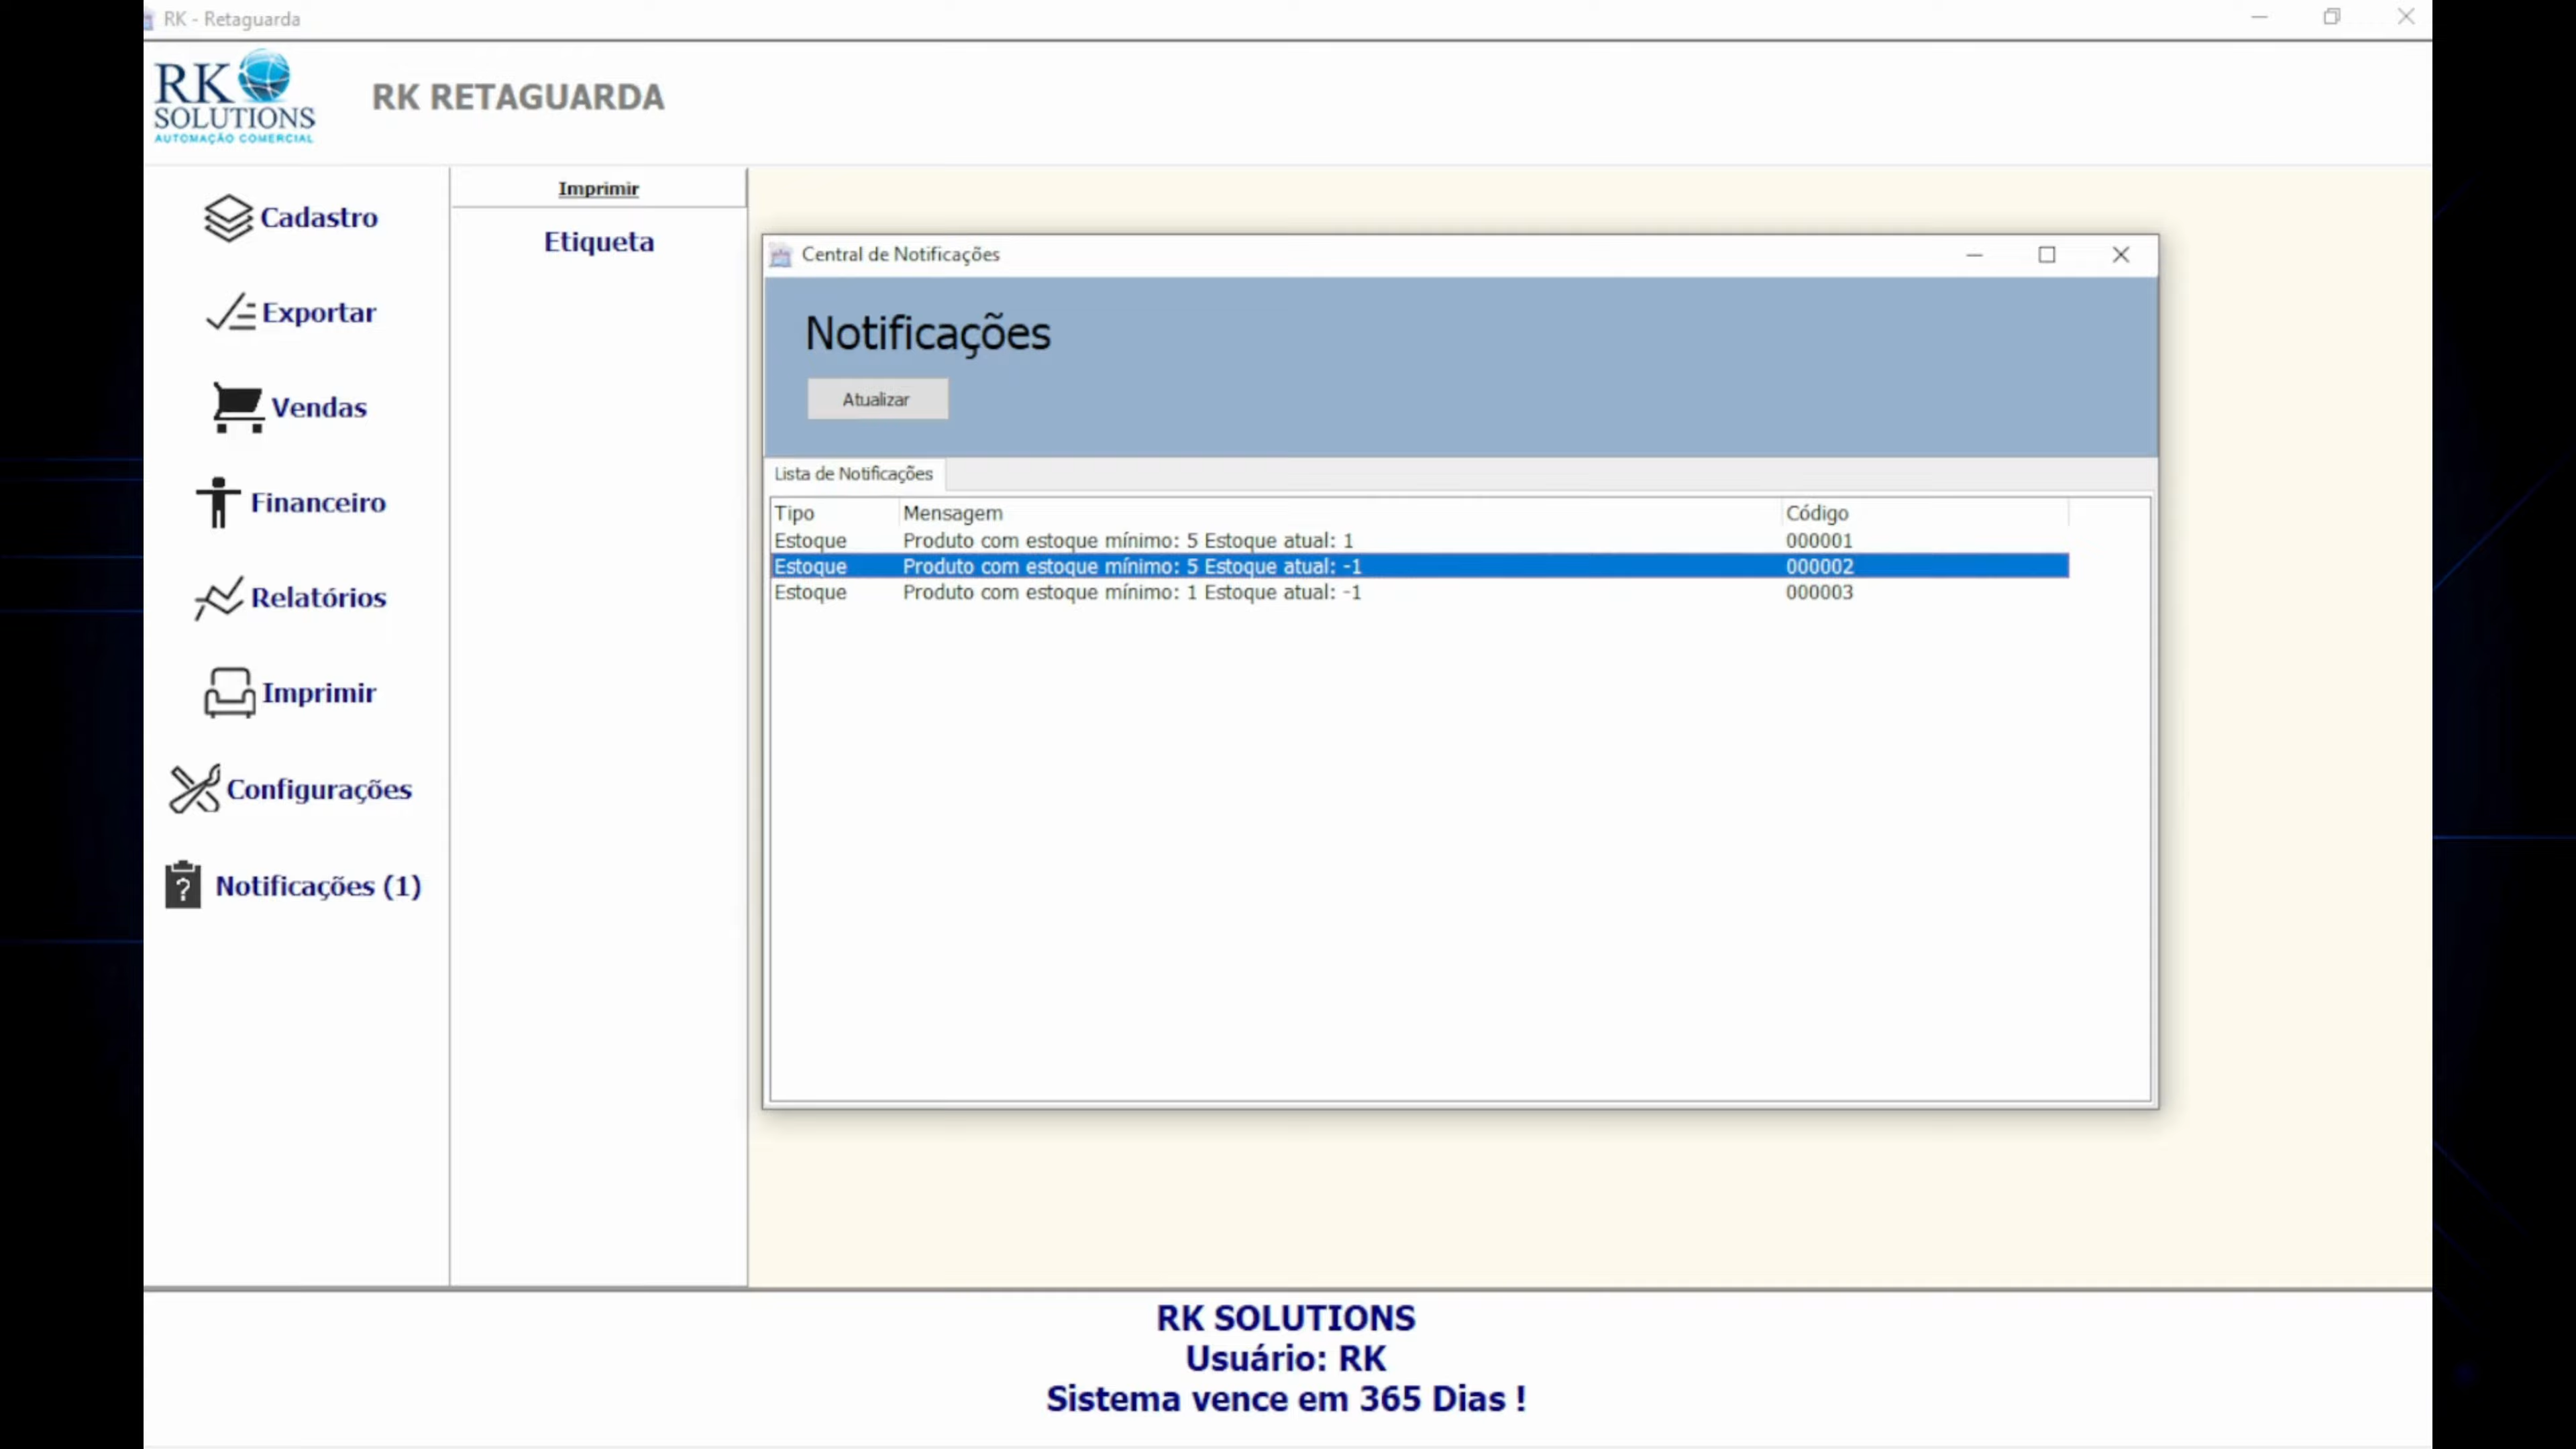 RK - Retaguarda
RK
SOLUTIONS
AUTOMAÇÃO COMERCIAL
RK RETAGUARDA
Cadastro
Exportar
Vendas
Financeiro
Relatórios
Imprimir
Configurações
Notificações (1)
Imprimir
Etiqueta
Central de Notificações
Notificações
Atualizar
Lista de Notificações
Tipo Mensagem Código
Estoque Produto com estoque mínimo: 5 Estoque atual: 1 000001
Estoque Produto com estoque mínimo: 5 Estoque atual: -1 000002
Estoque Produto com estoque mínimo: 1 Estoque atual: -1 000003
RK SOLUTIONS
Usuário: RK
Sistema vence em 365 Dias !